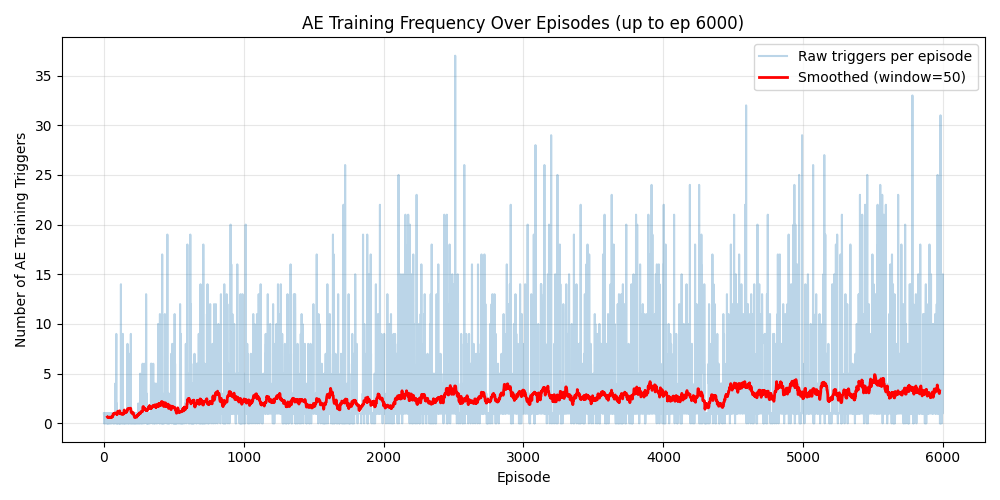 AE Training Frequency Over Episodes (up to ep 6000)
Raw triggers per episode
Smoothed (window=50)
Number of AE Training Triggers
35
30
25
20
15
10
5
0
0 1000 2000 3000 4000 5000 6000
Episode